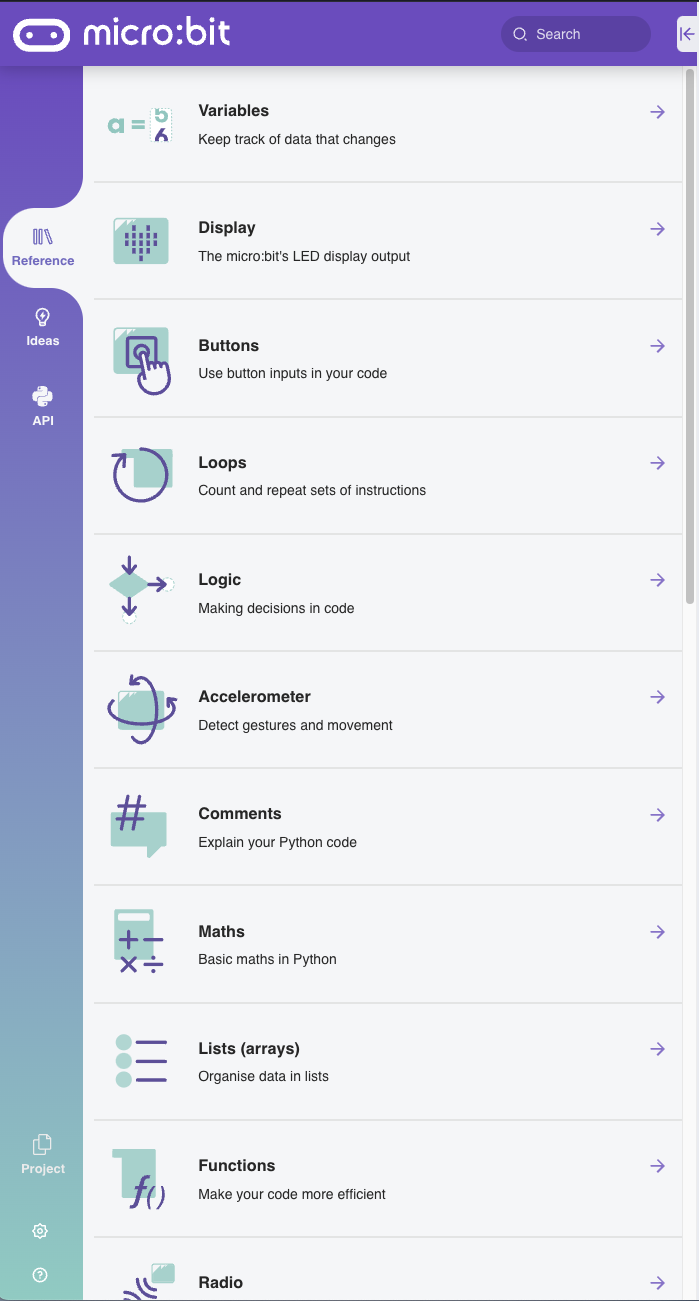 micro:bit
Search
Reference
Ideas
API
Project
a = 5
6
Variables
Keep track of data that changes
Display
The micro:bit's LED display output
Buttons
Use button inputs in your code
Loops
Count and repeat sets of instructions
Logic
Making decisions in code
Accelerometer
Detect gestures and movement
#
Comments
Explain your Python code
+ −
× ÷
Maths
Basic maths in Python
Lists (arrays)
Organise data in lists
f()
Functions
Make your code more efficient
Radio